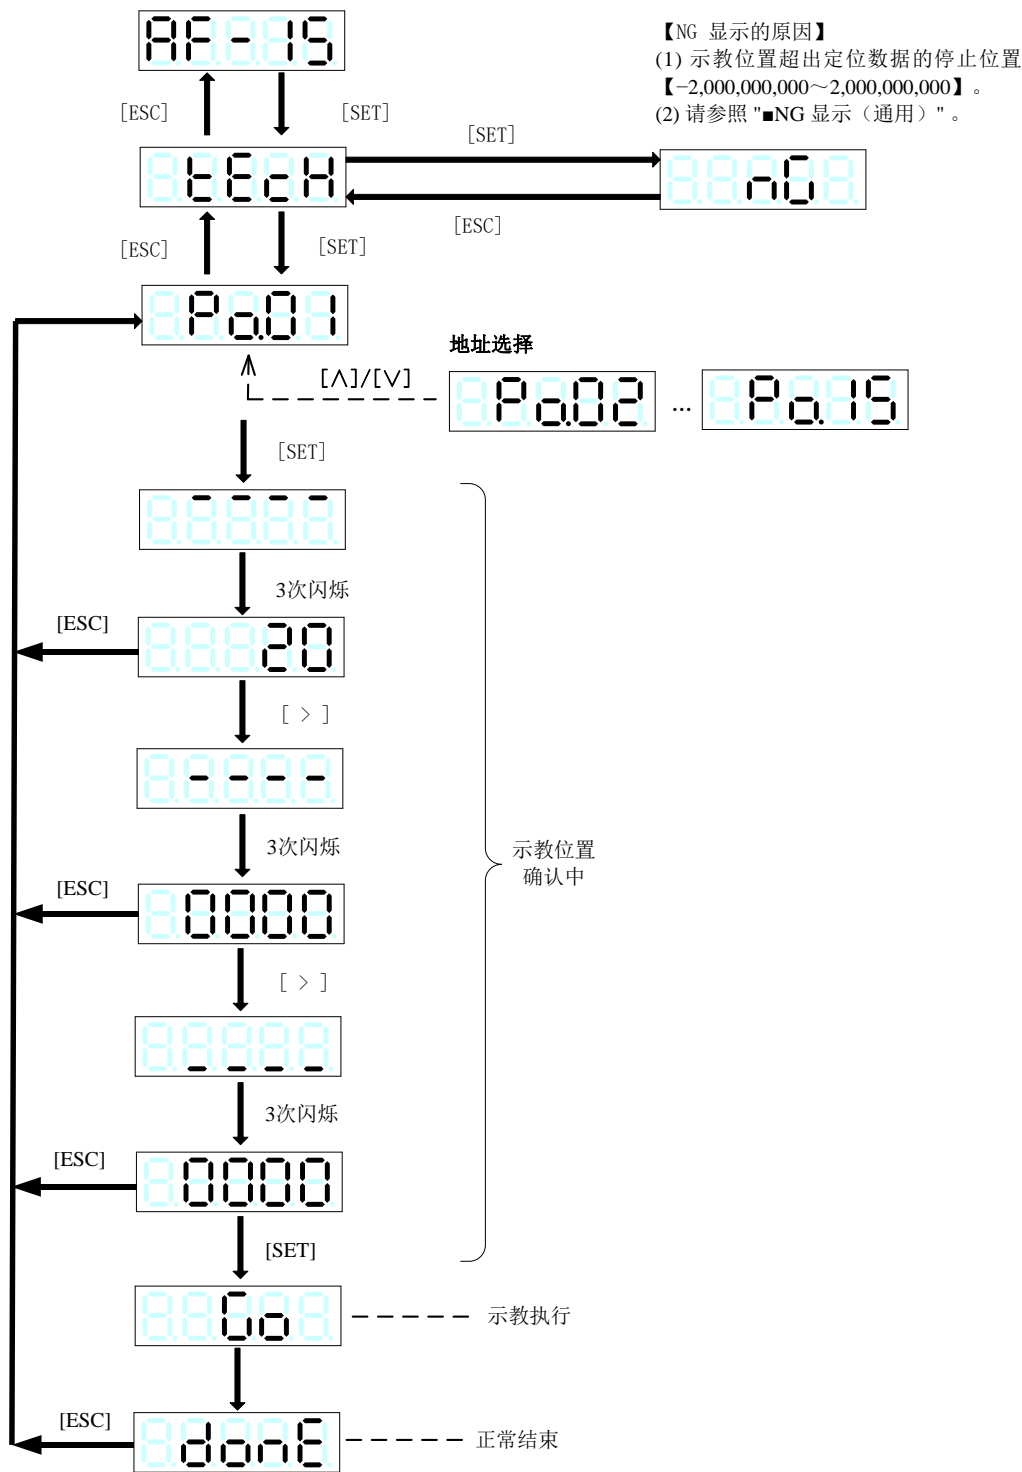 AF-15
【NG 显示的原因】
(1) 示教位置超出定位数据的停止位置
【−2,000,000,000～2,000,000,000】。
(2) 请参照 "■NG 显示（通用）" 。
[ESC]
[SET]
[SET]
tEcH
nG
[ESC]
[ESC]
[SET]
Po.01
地址选择
[∧]/[∨]
Po.02
...
Po.15
[SET]
- - - -
3次闪烁
[ESC]
20
[ > ]
- - - -
3次闪烁
示教位置
确认中
[ESC]
0000
[ > ]
_ _ _ _
3次闪烁
[ESC]
0000
[SET]
Go
示教执行
[ESC]
donE
正常结束